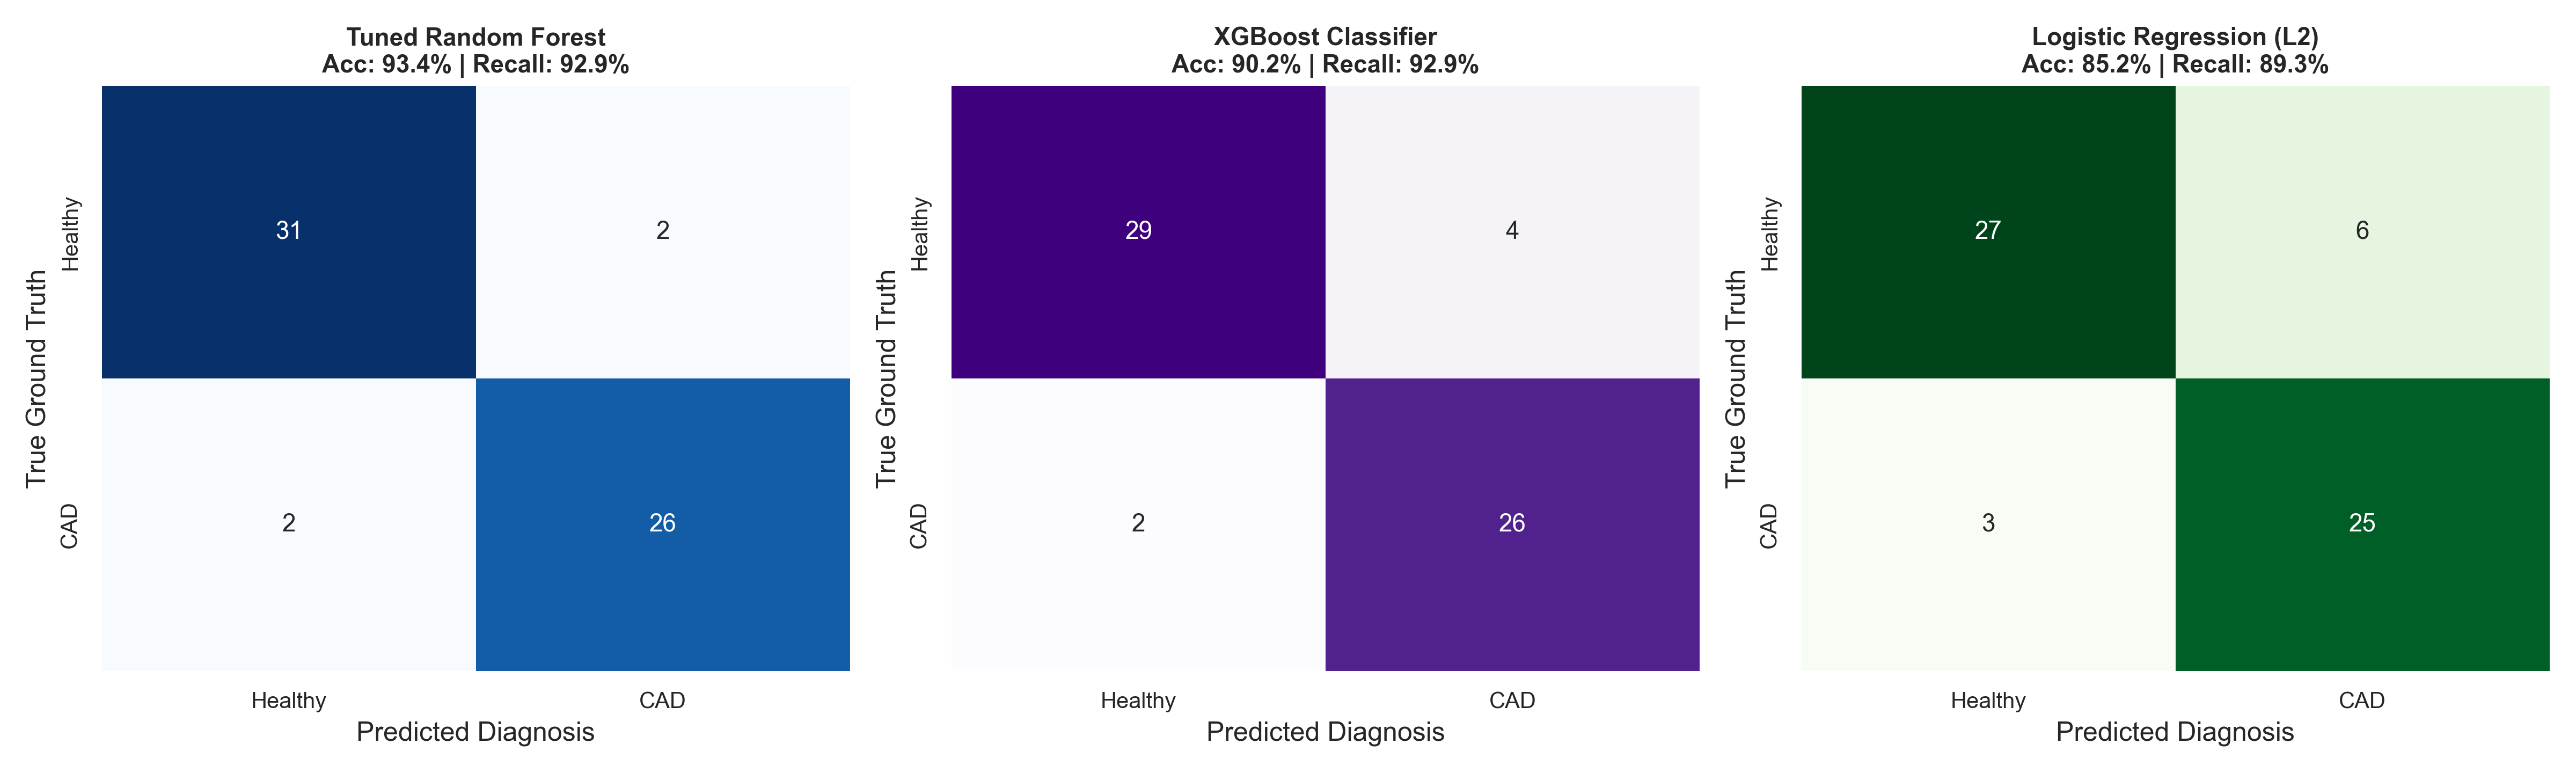 Tuned Random Forest
Acc: 93.4% | Recall: 92.9%
True Ground Truth
Healthy
31
2
CAD
2
26
Healthy
CAD
Predicted Diagnosis
XGBoost Classifier
Acc: 90.2% | Recall: 92.9%
True Ground Truth
Healthy
29
4
CAD
2
26
Healthy
CAD
Predicted Diagnosis
Logistic Regression (L2)
Acc: 85.2% | Recall: 89.3%
True Ground Truth
Healthy
27
6
CAD
3
25
Healthy
CAD
Predicted Diagnosis